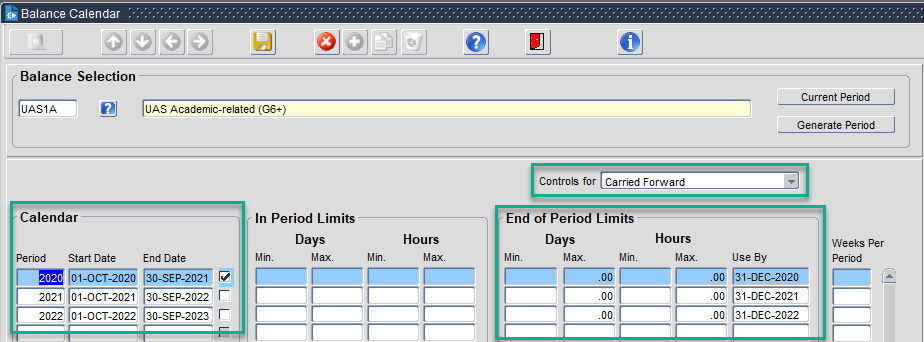 Balance Calendar
Balance Selection
UAS1A UAS Academic-related (G6+)
Current Period
Generate Period
Controls for Carried Forward
Calendar In Period Limits End of Period Limits
Days Hours Days Hours
Weeks Per
Period Start Date End Date Min. Max. Min. Max. Min. Max. Min. Max. Use By Period
2020 01-OCT-2020 30-SEP-2021 .00 .00 31-DEC-2020
2021 01-OCT-2021 30-SEP-2022 .00 .00 31-DEC-2021
2022 01-OCT-2022 30-SEP-2023 .00 .00 31-DEC-2022